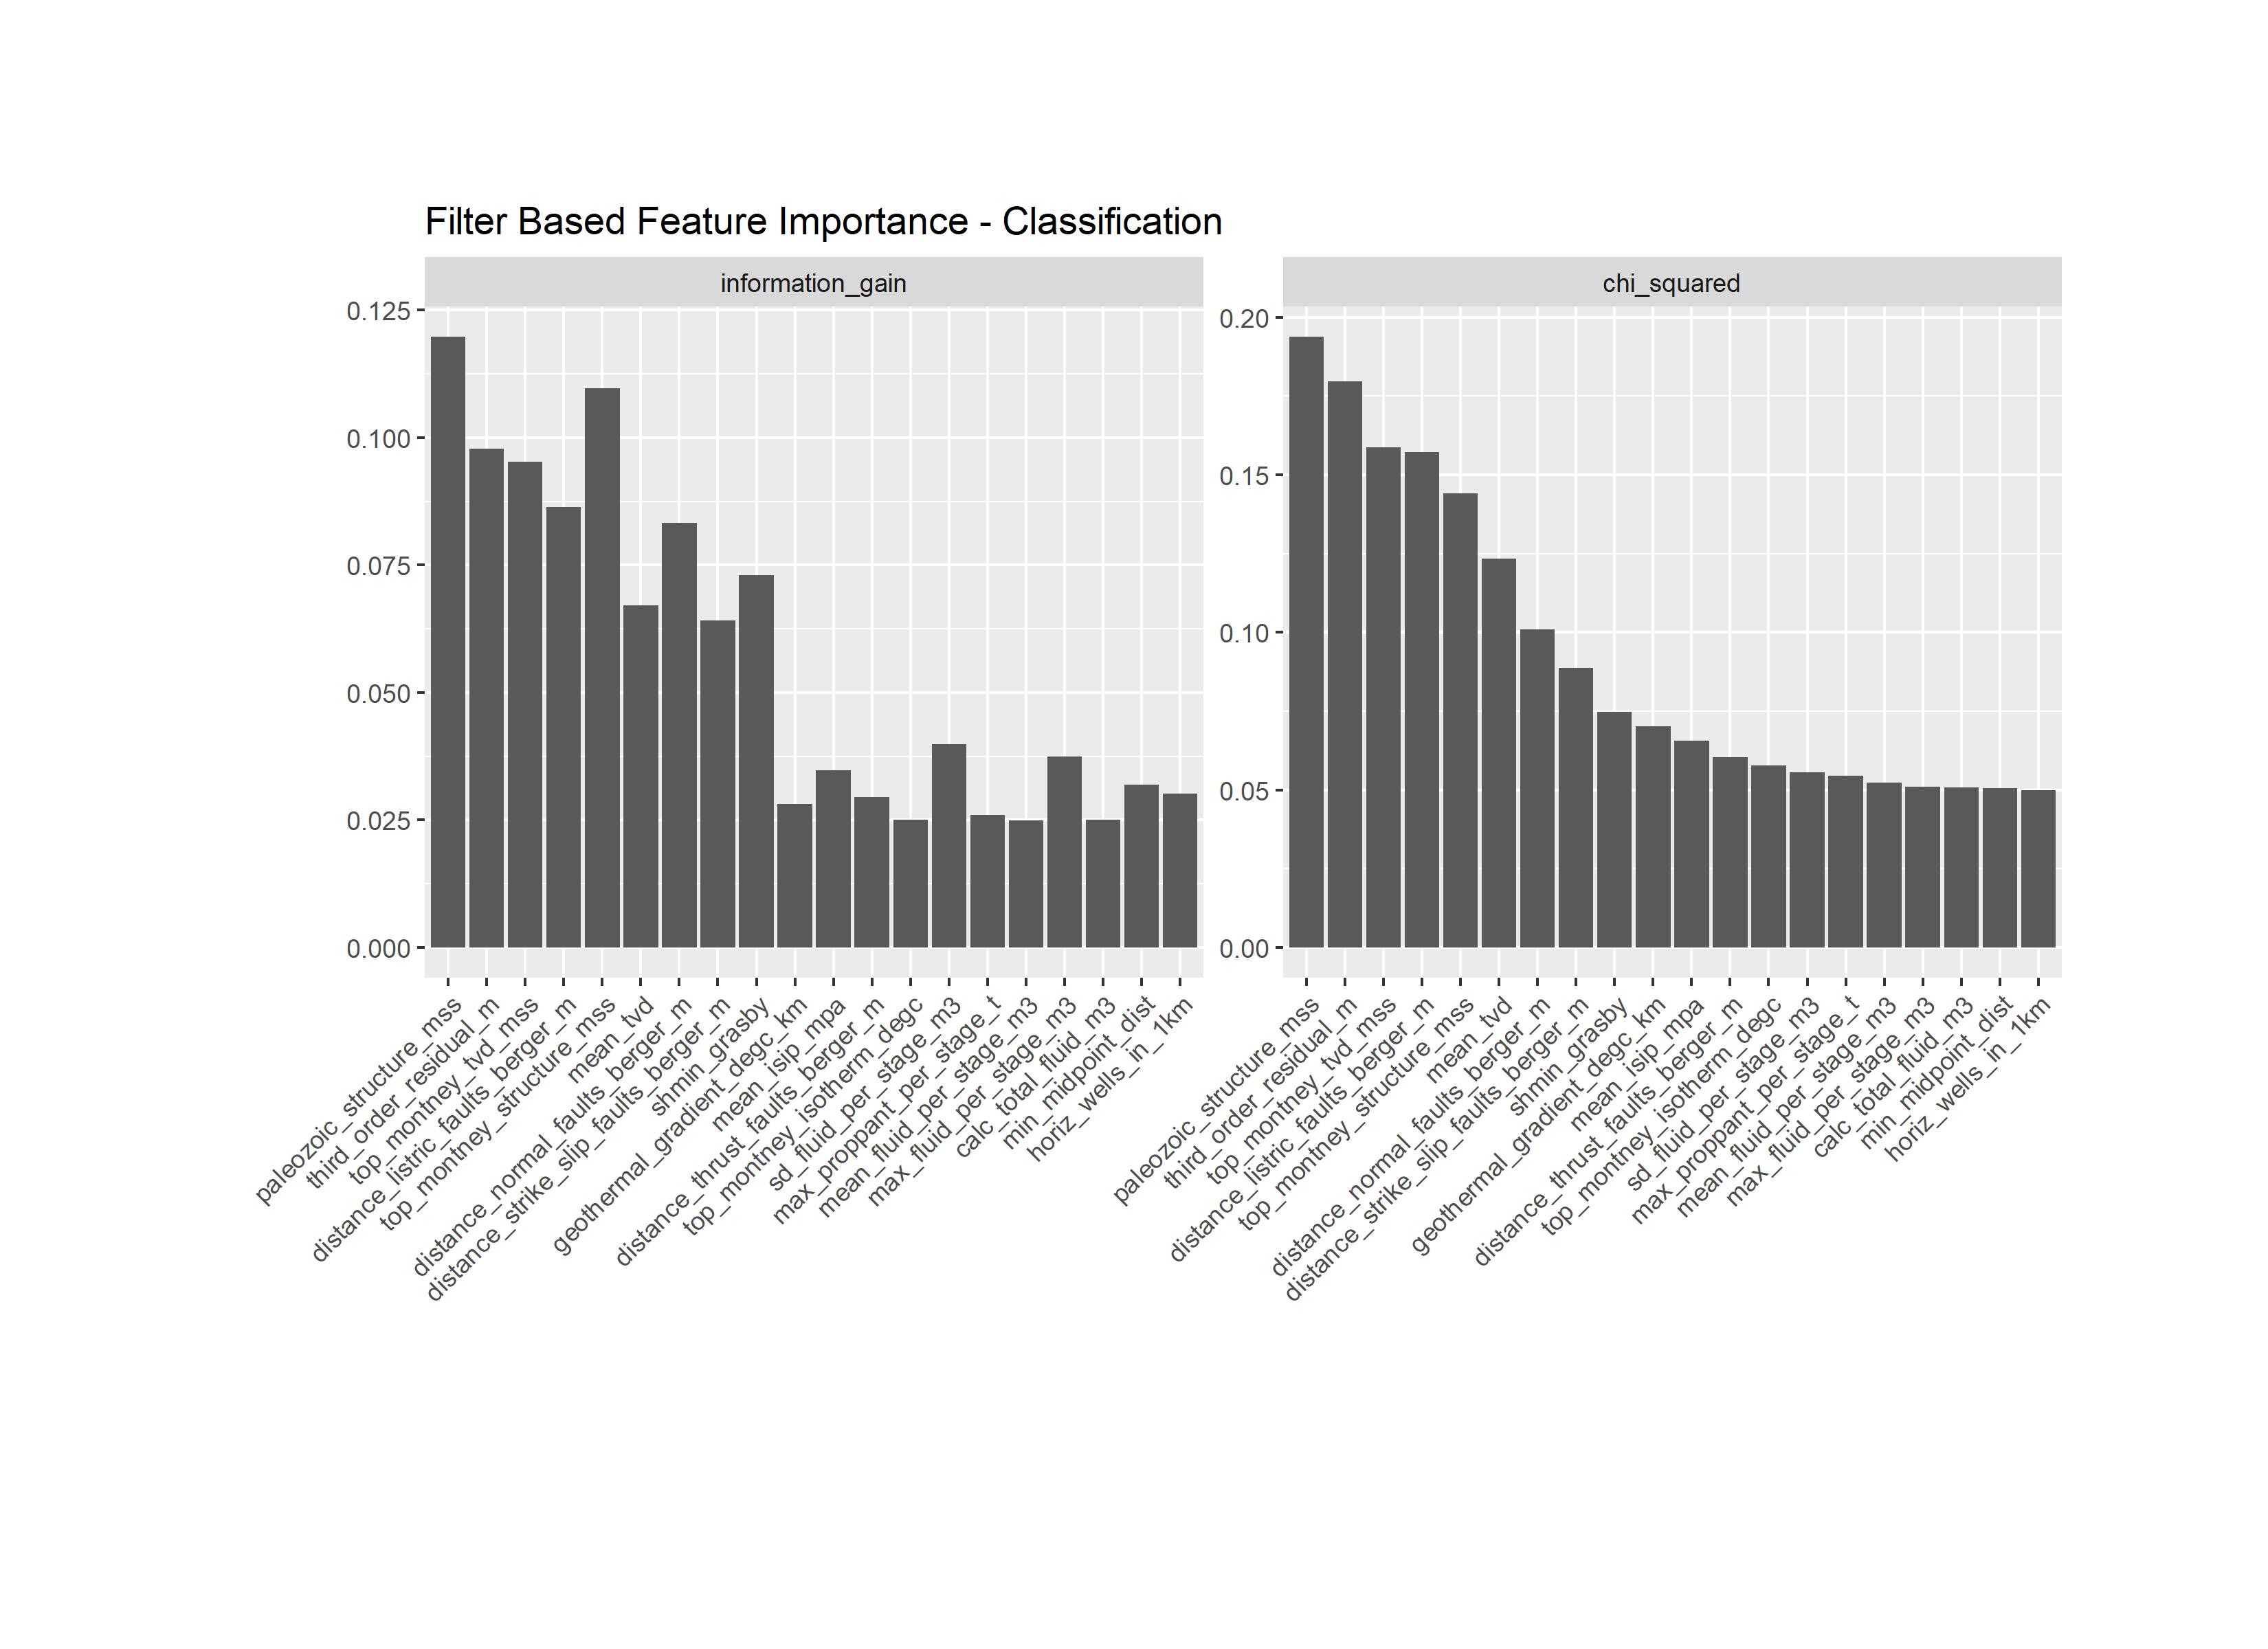 Filter Based Feature Importance - Classification
information_gain
chi_squared
0.125
0.100
0.075
0.050
0.025
0.000
0.20
0.15
0.10
0.05
0.00
paleozoic_structure_mss
third_order_residual_m
top_montney_tvd_mss
distance_listric_faults_berger_m
top_montney_structure_mss
mean_tvd
distance_normal_faults_berger_m
distance_strike_slip_faults_berger_m
shmin_grasby
geothermal_gradient_degc_km
mean_isip_mpa
distance_thrust_faults_berger_m
top_montney_isotherm_degc
sd_fluid_per_stage_m3
max_proppant_per_stage_t
mean_fluid_per_stage_m3
max_fluid_per_stage_m3
calc_total_fluid_m3
min_midpoint_dist
horiz_wells_in_1km
paleozoic_structure_mss
third_order_residual_m
top_montney_tvd_mss
distance_listric_faults_berger_m
top_montney_structure_mss
mean_tvd
distance_normal_faults_berger_m
distance_strike_slip_faults_berger_m
shmin_grasby
geothermal_gradient_degc_km
mean_isip_mpa
distance_thrust_faults_berger_m
top_montney_isotherm_degc
sd_fluid_per_stage_m3
max_proppant_per_stage_t
mean_fluid_per_stage_m3
max_fluid_per_stage_m3
calc_total_fluid_m3
min_midpoint_dist
horiz_wells_in_1km